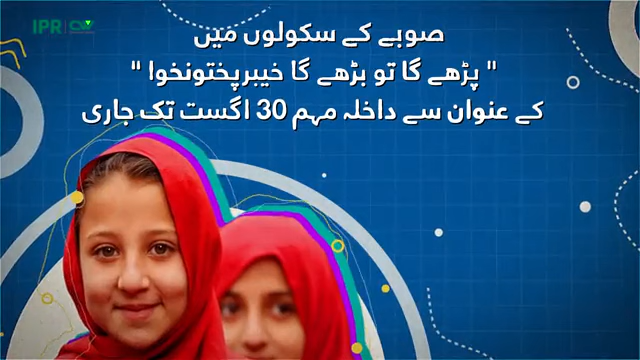 IPR
صوبے کے سکولوں میں
" پڑھے گا تو بڑھے گا خیبرپختونخوا "
کے عنوان سے داخلہ مہم 30 اگست تک جاری